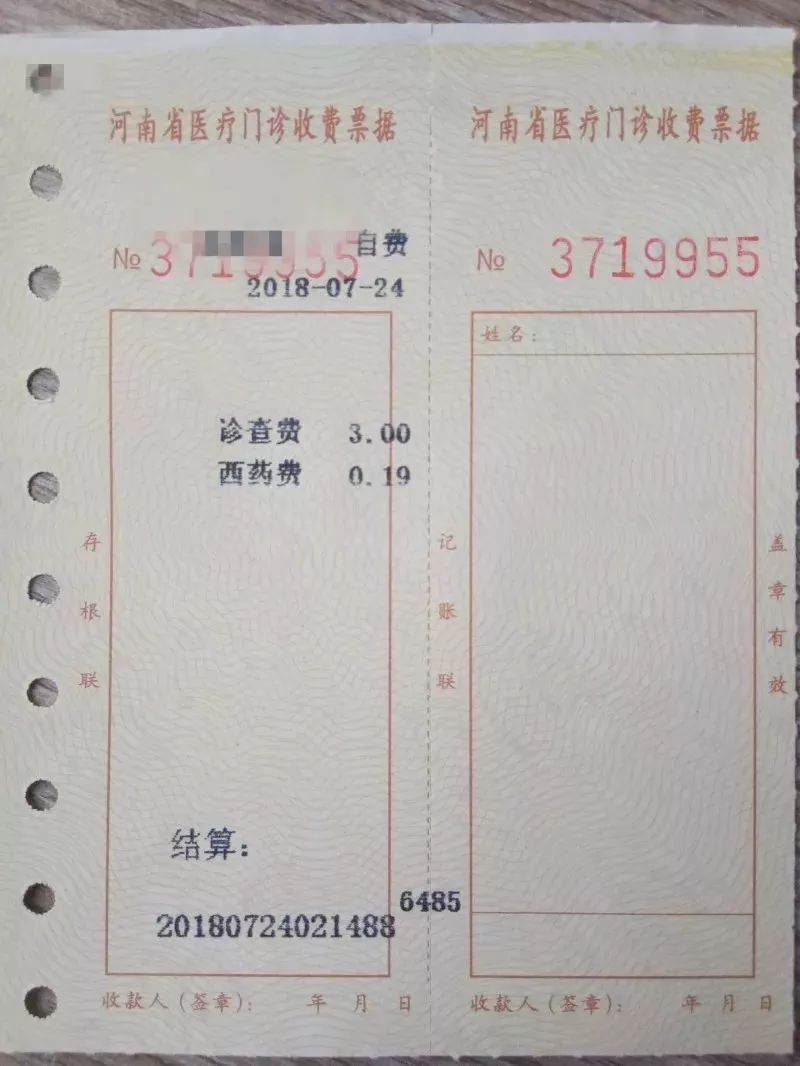 河南省医疗门诊收费票据
自费
№ 3719955
2018-07-24
诊查费 3.00
西药费 0.19
存根联
结算:
6485
20180724021488
收款人(签章): 年 月 日
河南省医疗门诊收费票据
№ 3719955
姓名:
记账联
盖章有效
收款人(签章): 年 月 日